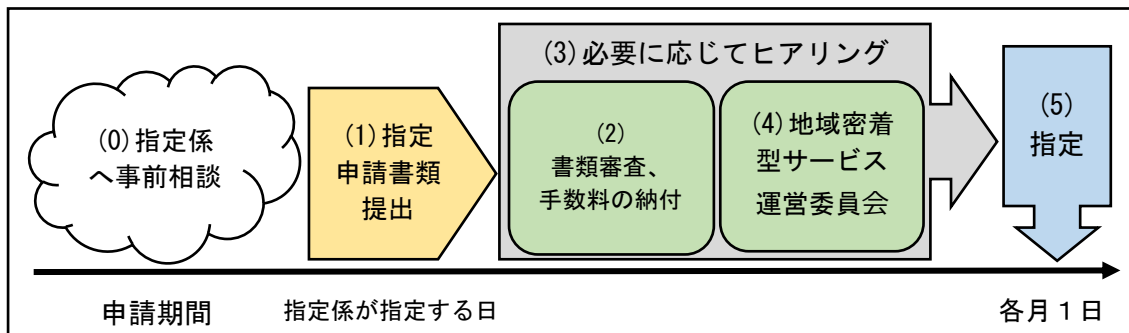 (0)指定係
へ事前相談
(1)指定
申請書類
提出
(3)必要に応じてヒアリング
(2)
書類審査、
手数料の納付
(4)地域密着
型サービス
運営委員会
(5)
指定
申請期間
指定係が指定する日
各月１日